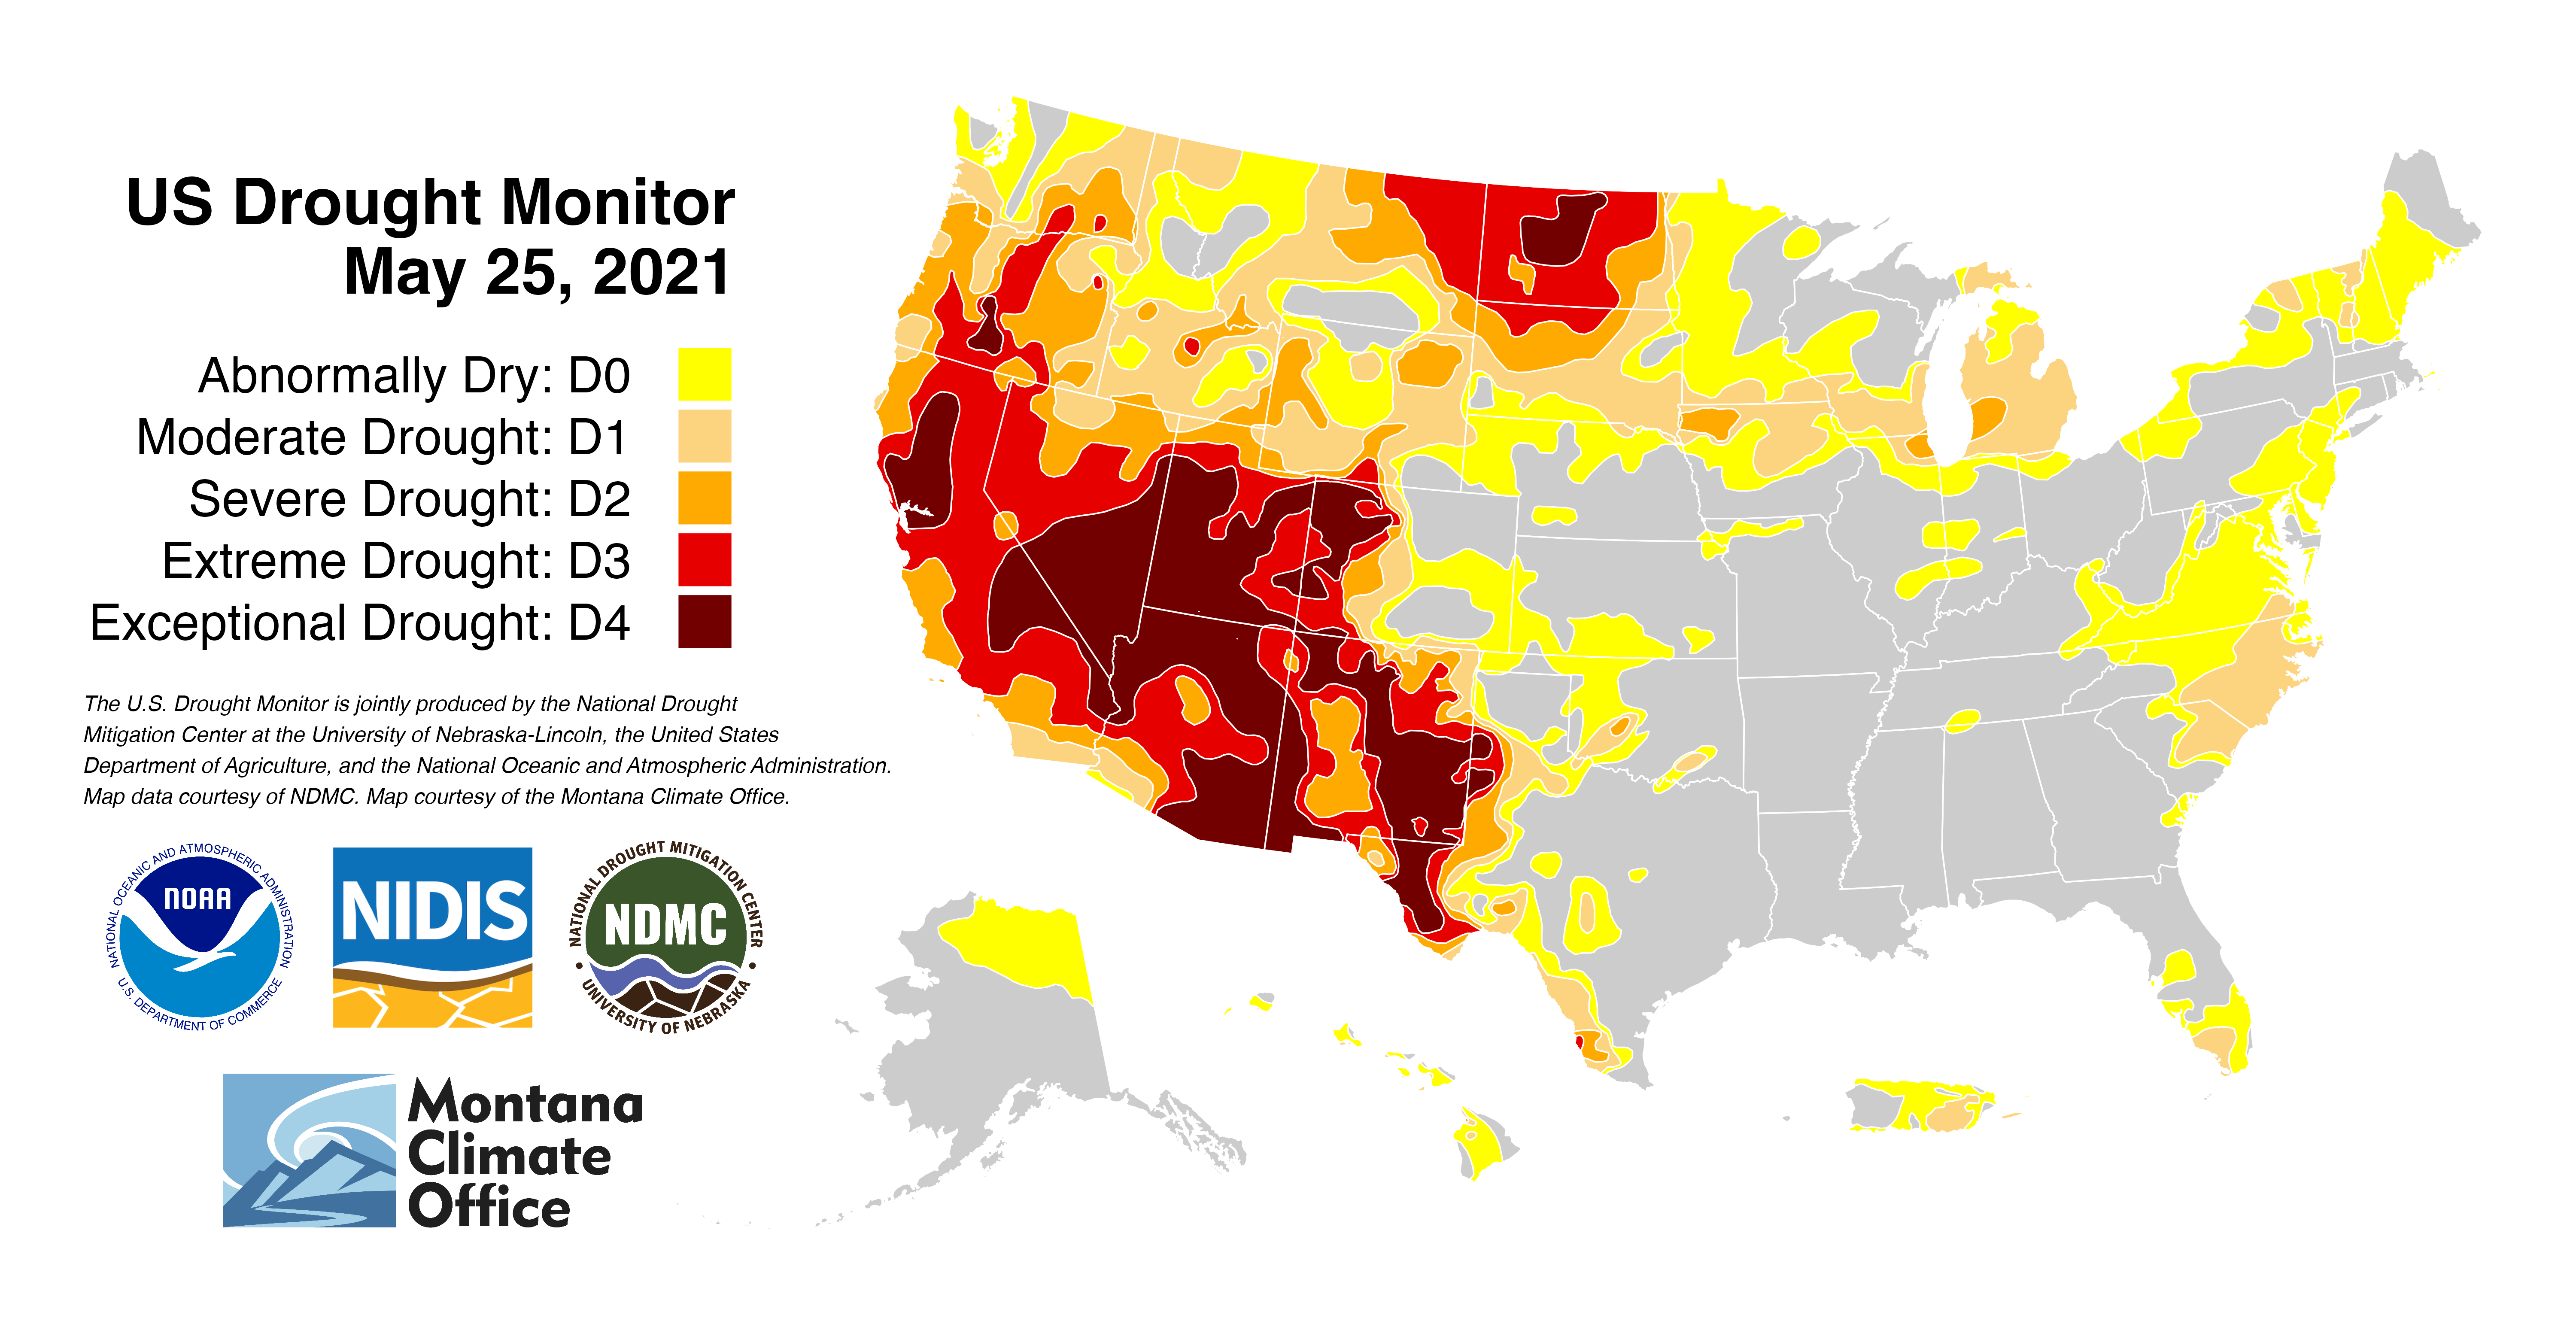 US Drought Monitor
May 25, 2021
Abnormally Dry: D0
Moderate Drought: D1
Severe Drought: D2
Extreme Drought: D3
Exceptional Drought: D4
The U.S. Drought Monitor is jointly produced by the National Drought
Mitigation Center at the University of Nebraska-Lincoln, the United States
Department of Agriculture, and the National Oceanic and Atmospheric Administration.
Map data courtesy of NDMC. Map courtesy of the Montana Climate Office.
NATIONAL OCEANIC AND ATMOSPHERIC ADMINISTRATION
NOAA
U.S. DEPARTMENT OF COMMERCE
NIDIS
NATIONAL DROUGHT MITIGATION CENTER
NDMC
UNIVERSITY OF NEBRASKA
Montana
Climate
Office